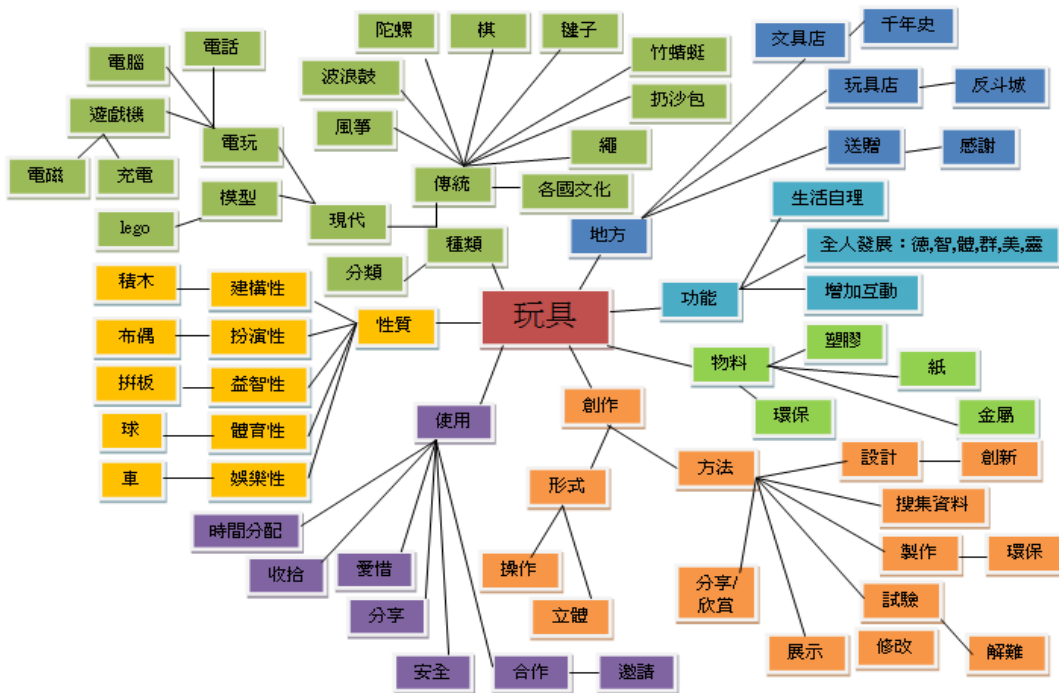 玩具
種類
分類
傳統
陀螺
棋
毽子
竹蜻蜓
扔沙包
繩
各國文化
波浪鼓
風箏
現代
電玩
電話
電腦
遊戲機
電磁
充電
模型
lego
地方
文具店
千年史
玩具店
反斗城
送贈
感謝
功能
生活自理
全人發展：德,智,體,群,美,靈
增加互動
物料
塑膠
紙
金屬
環保
創作
形式
操作
立體
方法
設計
創新
搜集資料
製作
環保
試驗
解難
修改
展示
分享/
欣賞
使用
時間分配
收拾
愛惜
分享
安全
合作
邀請
性質
建構性
積木
扮演性
布偶
益智性
拼板
體育性
球
娛樂性
車